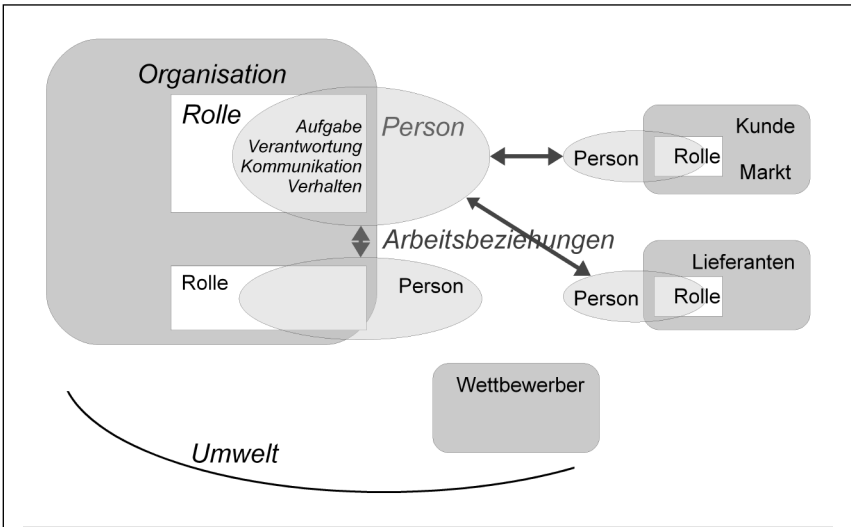 Organisation
Rolle
Aufgabe
Verantwortung
Kommunikation
Verhalten
Person
Person
Rolle
Kunde
Markt
Arbeitsbeziehungen
Rolle
Person
Person
Rolle
Lieferanten
Wettbewerber
Umwelt